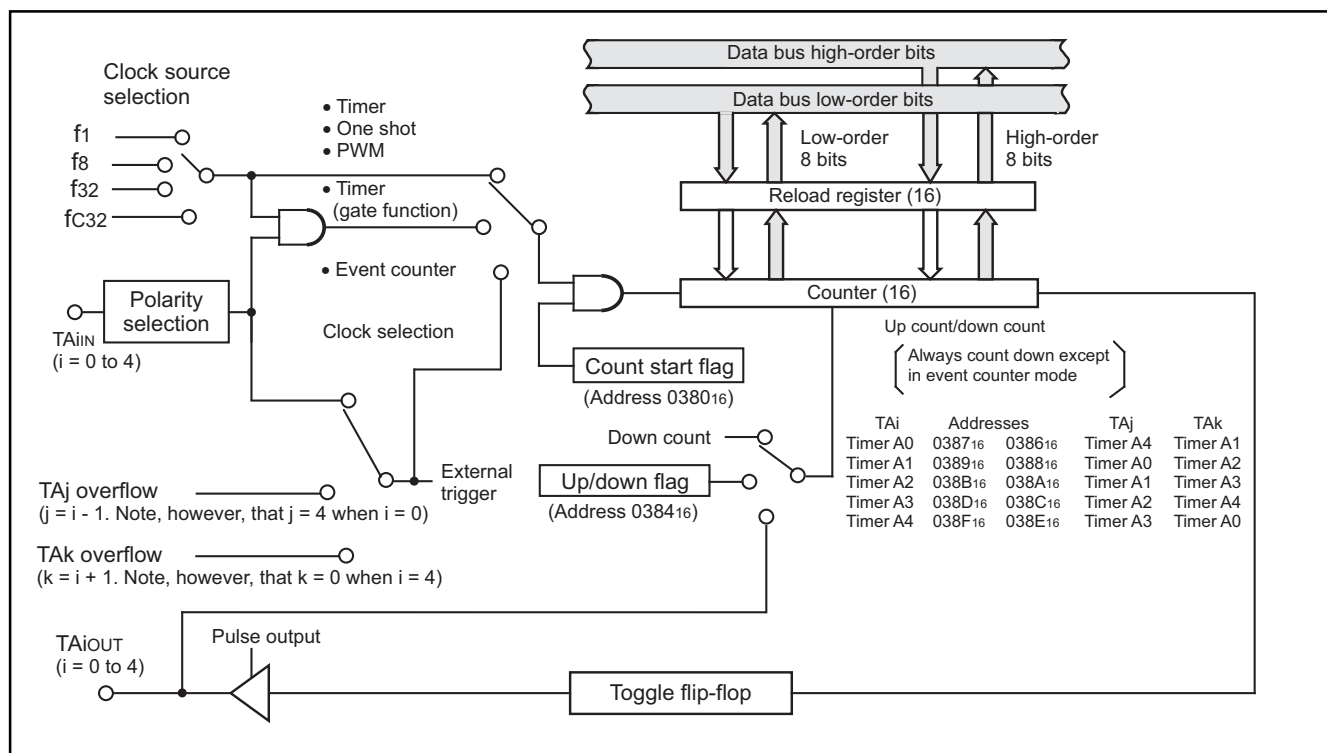 Clock source
selection
f1
f8
f32
fC32
• Timer
• One shot
• PWM
• Timer
(gate function)
• Event counter
Clock selection
Polarity
selection
TAiIN
(i = 0 to 4)
Data bus high-order bits
Data bus low-order bits
Low-order
8 bits
High-order
8 bits
Reload register (16)
Counter (16)
Up count/down count
Always count down except
in event counter mode
Count start flag
(Address 038016)
Down count
Up/down flag
(Address 038416)
External
trigger
TAj overflow
(j = i - 1. Note, however, that j = 4 when i = 0)
TAk overflow
(k = i + 1. Note, however, that k = 0 when i = 4)
TAi Addresses TAj TAk
Timer A0 038716 038616 Timer A4 Timer A1
Timer A1 038916 038816 Timer A0 Timer A2
Timer A2 038B16 038A16 Timer A1 Timer A3
Timer A3 038D16 038C16 Timer A2 Timer A4
Timer A4 038F16 038E16 Timer A3 Timer A0
Pulse output
TAiOUT
(i = 0 to 4)
Toggle flip-flop